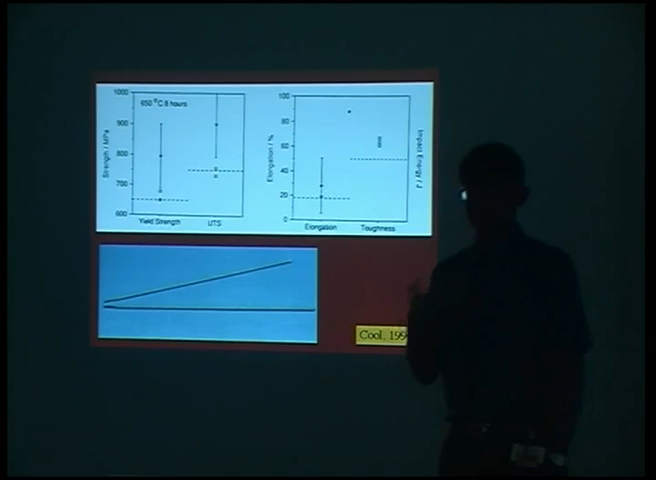 1000
900
800
700
600
Strength / MPa
650 °C 6 hours
Yield Strength
UTS
100
80
60
40
20
0
Elongation / %
Elongation
Toughness
Impact Energy / J
Cool, 199